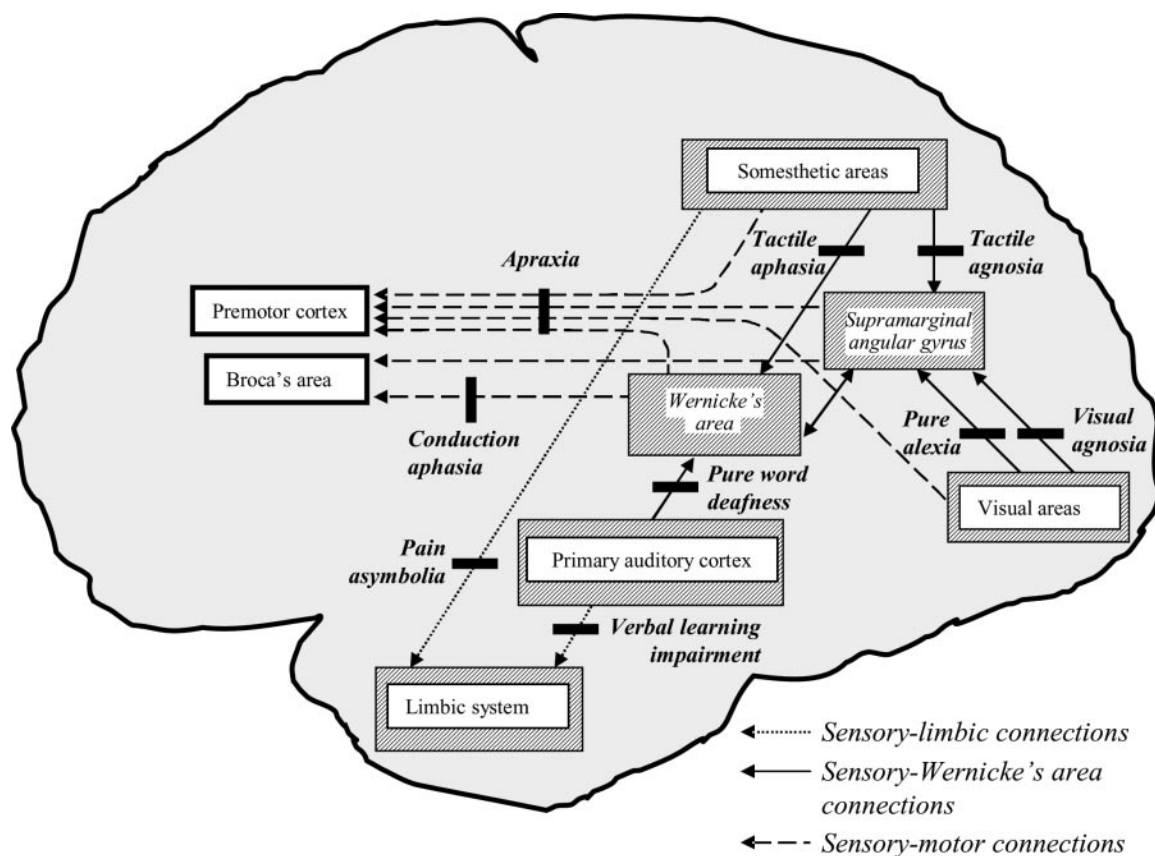 Somesthetic areas
Tactile
aphasia
Tactile
agnosia
Apraxia
Premotor cortex
Supramarginal
angular gyrus
Broca's area
Wernicke's
area
Conduction
aphasia
Pure
alexia
Visual
agnosia
Pure word
deafness
Visual areas
Pain
asymbolia
Primary auditory cortex
Verbal learning
impairment
Limbic system
Sensory-limbic connections
Sensory-Wernicke's area
connections
Sensory-motor connections